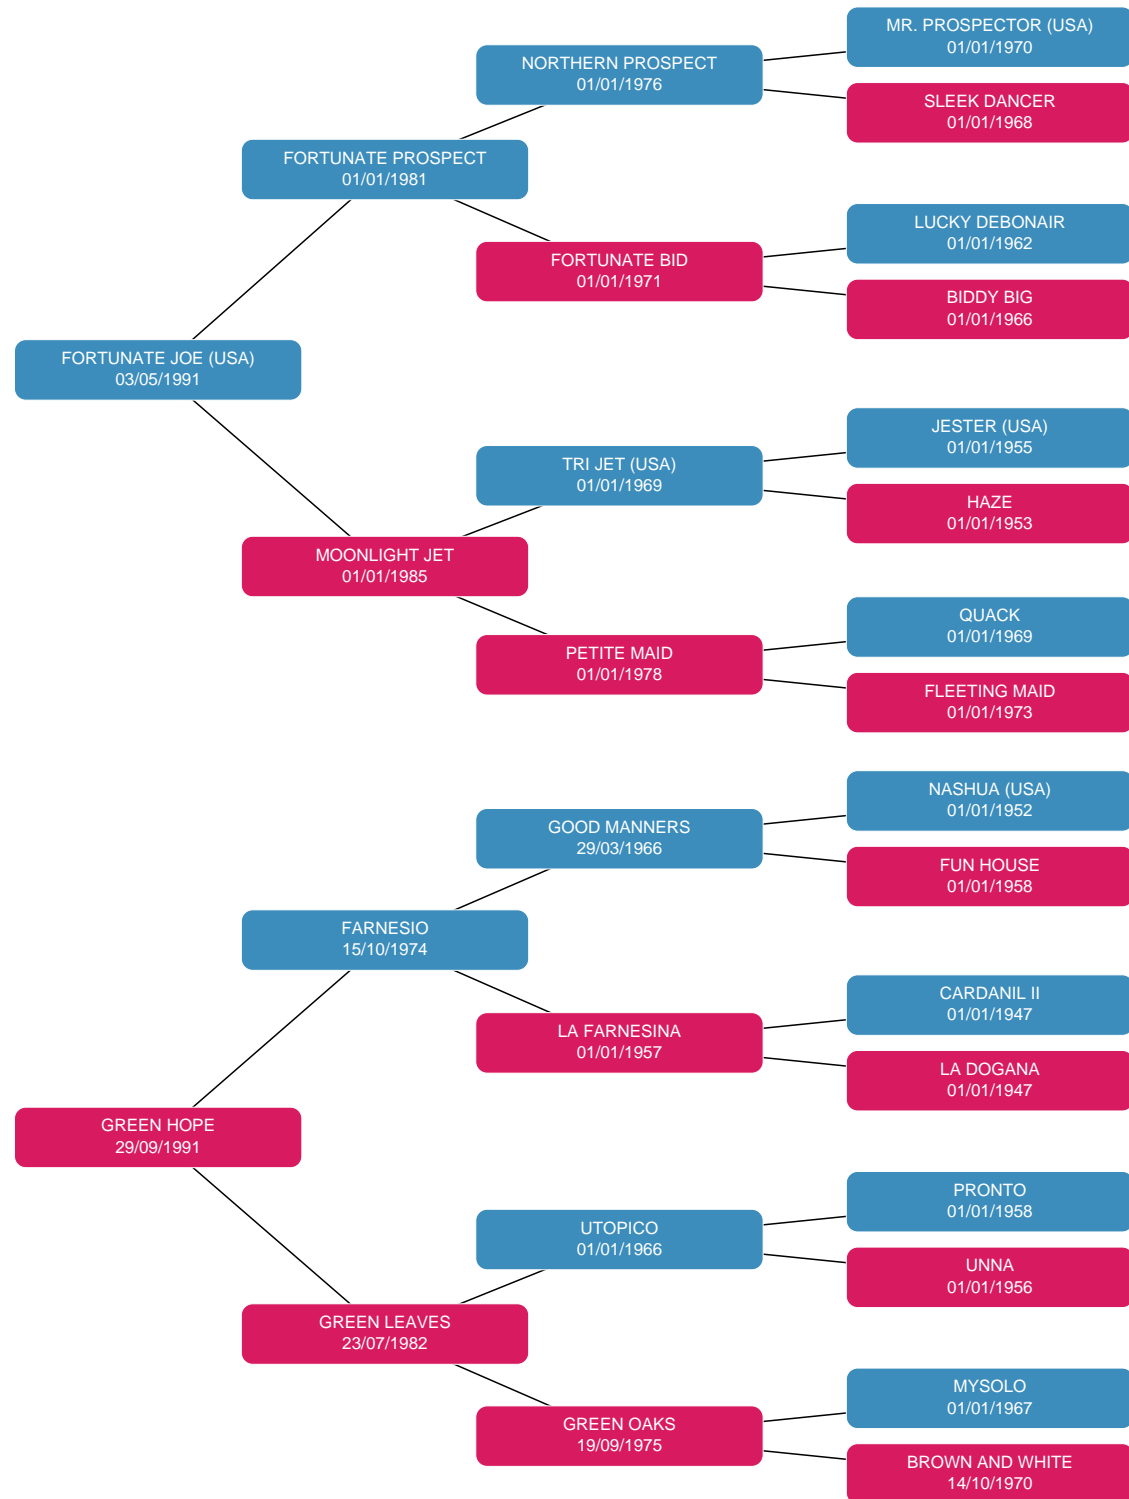 MR. PROSPECTOR (USA)
01/01/1970
NORTHERN PROSPECT
01/01/1976
SLEEK DANCER
01/01/1968
FORTUNATE PROSPECT
01/01/1981
LUCKY DEBONAIR
01/01/1962
FORTUNATE BID
01/01/1971
BIDDY BIG
01/01/1966
FORTUNATE JOE (USA)
03/05/1991
JESTER (USA)
01/01/1955
TRI JET (USA)
01/01/1969
HAZE
01/01/1953
MOONLIGHT JET
01/01/1985
QUACK
01/01/1969
PETITE MAID
01/01/1978
FLEETING MAID
01/01/1973
NASHUA (USA)
01/01/1952
GOOD MANNERS
29/03/1966
FUN HOUSE
01/01/1958
FARNESIO
15/10/1974
CARDANIL II
01/01/1947
LA FARNESINA
01/01/1957
LA DOGANA
01/01/1947
GREEN HOPE
29/09/1991
PRONTO
01/01/1958
UTOPICO
01/01/1966
UNNA
01/01/1956
GREEN LEAVES
23/07/1982
MYSOLO
01/01/1967
GREEN OAKS
19/09/1975
BROWN AND WHITE
14/10/1970